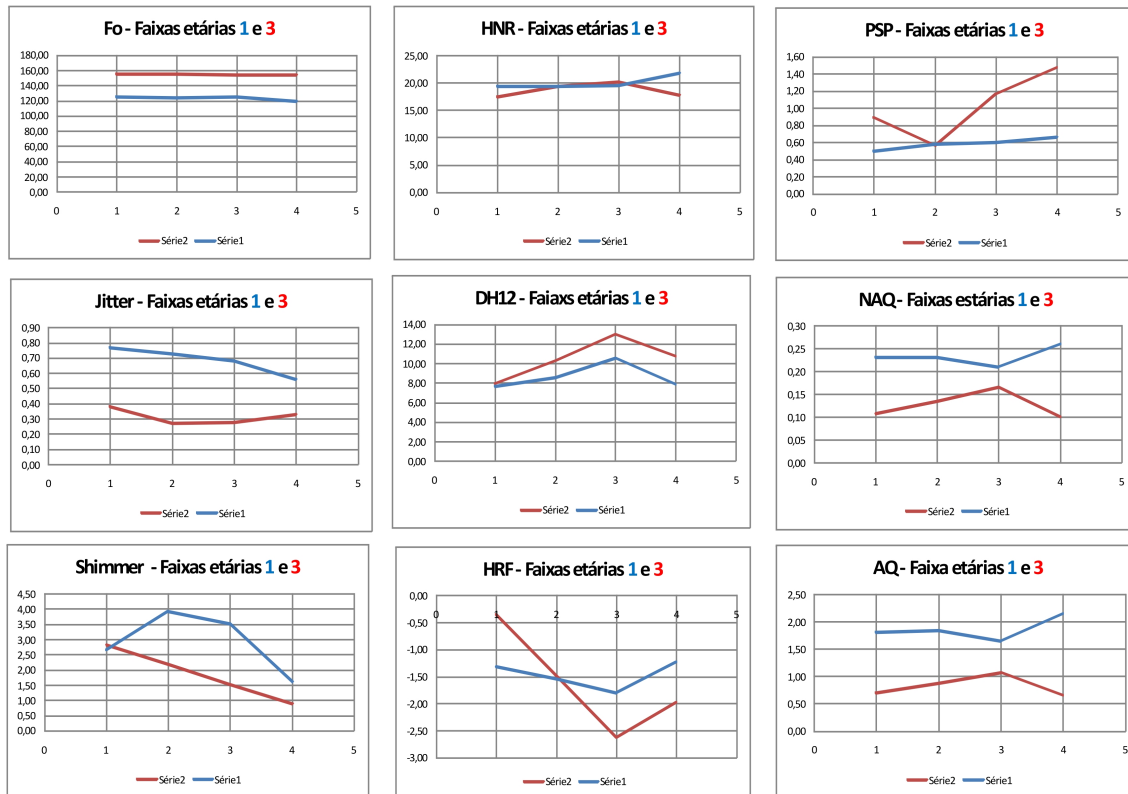 Fo - Faixas etárias 1 e 3
180,00
160,00
140,00
120,00
100,00
80,00
60,00
40,00
20,00
0,00
0 1 2 3 4 5
Série2 Série1
HNR - Faixas etárias 1 e 3
25,00
20,00
15,00
10,00
5,00
0,00
0 1 2 3 4 5
Série2 Série1
PSP - Faixas etárias 1 e 3
1,60
1,40
1,20
1,00
0,80
0,60
0,40
0,20
0,00
0 1 2 3 4 5
Série2 Série1
Jitter - Faixas etárias 1 e 3
0,90
0,80
0,70
0,60
0,50
0,40
0,30
0,20
0,10
0,00
0 1 2 3 4 5
Série2 Série1
DH12 - Faiaxs etárias 1 e 3
14,00
12,00
10,00
8,00
6,00
4,00
2,00
0,00
0 1 2 3 4 5
Série2 Série1
NAQ - Faixas estárias 1 e 3
0,30
0,25
0,20
0,15
0,10
0,05
0,00
0 1 2 3 4 5
Série2 Série1
Shimmer - Faixas etárias 1 e 3
4,50
4,00
3,50
3,00
2,50
2,00
1,50
1,00
0,50
0,00
0 1 2 3 4 5
Série2 Série1
HRF - Faixas etárias 1 e 3
0,00
0 1 2 3 4 5
-0,50
-1,00
-1,50
-2,00
-2,50
-3,00
Série2 Série1
AQ - Faixa etárias 1 e 3
2,50
2,00
1,50
1,00
0,50
0,00
0 1 2 3 4 5
Série2 Série1